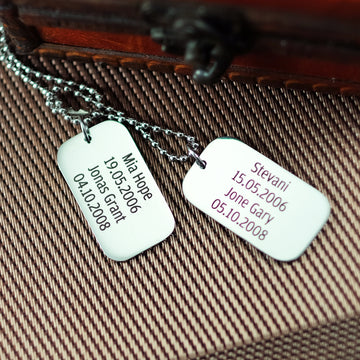 Mia Hope
19.05.2006
Jonas Grant
04.10.2008
Stevani
15.05.2006
Jone Gary
05.10.2008